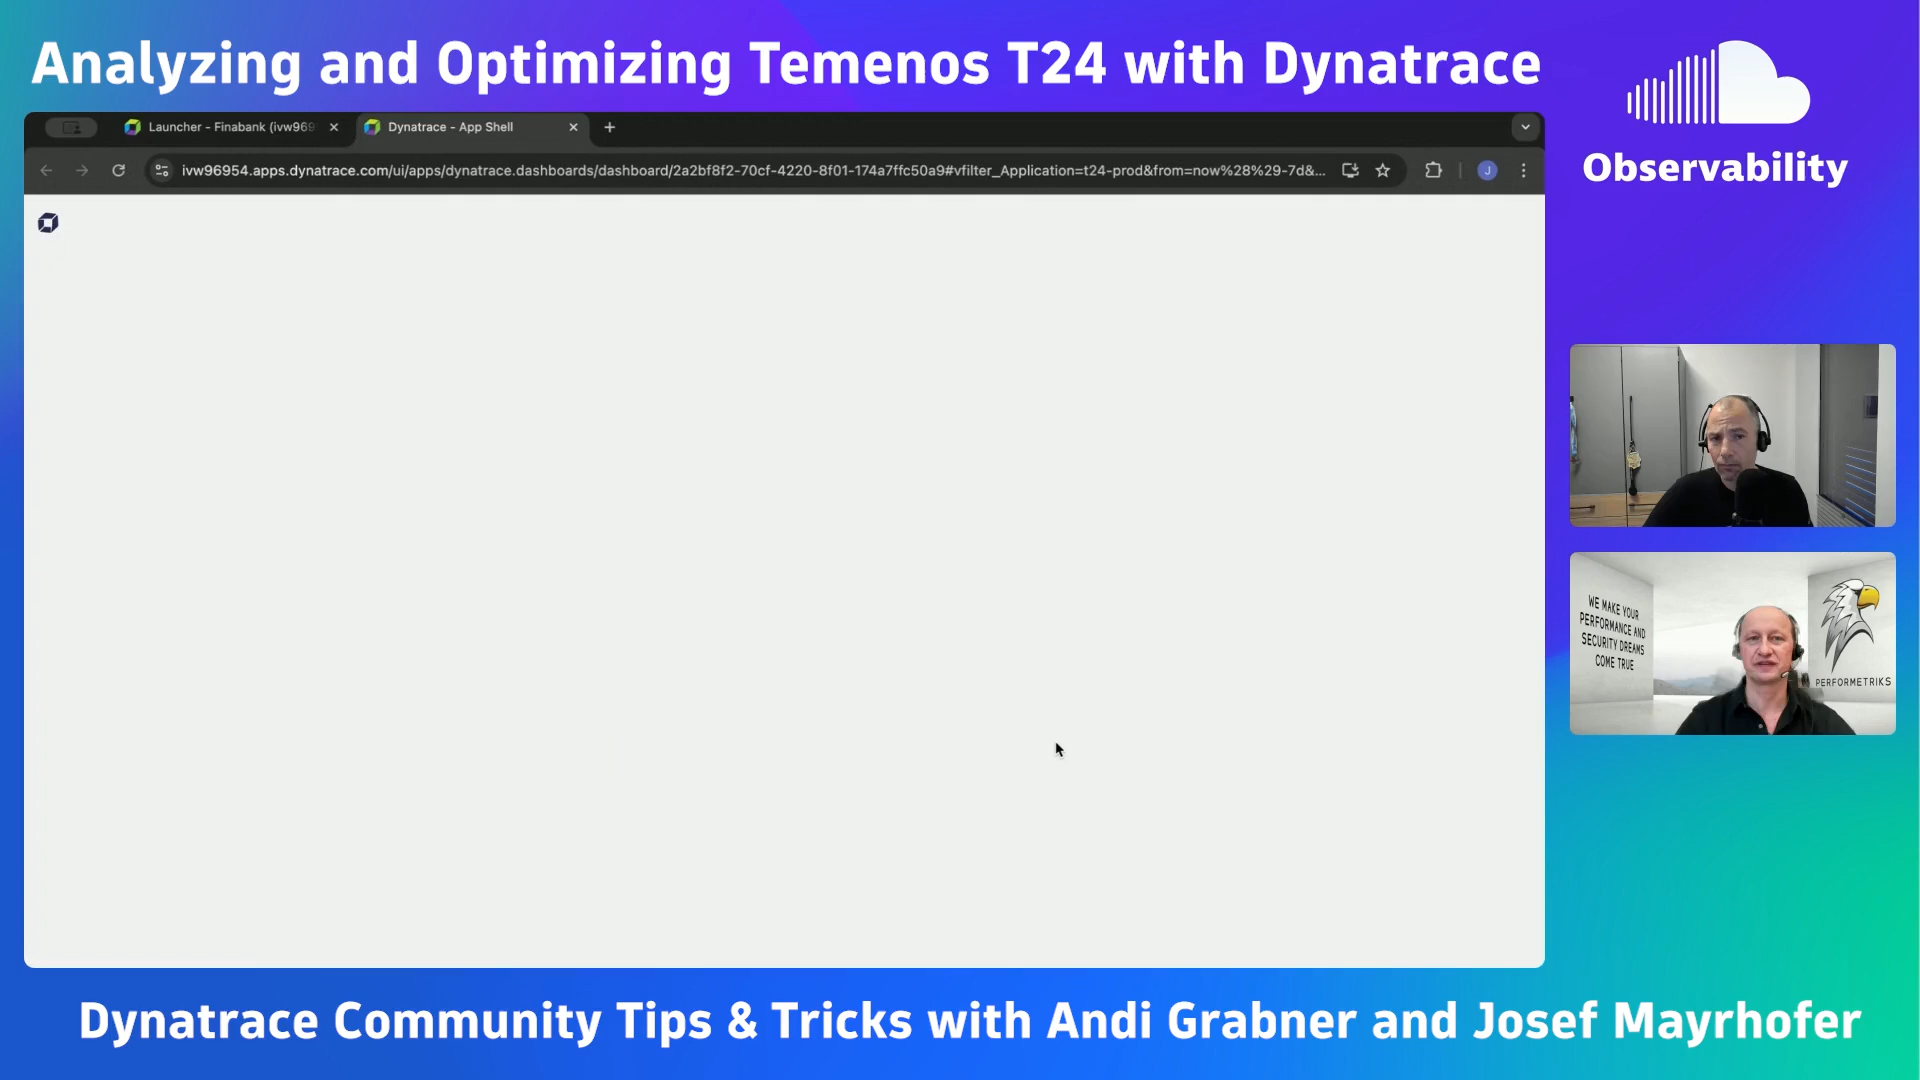 Analyzing and Optimizing Temenos T24 with Dynatrace
Observability
Launcher - Finabank (ivw969
Dynatrace - App Shell
ivw96954.apps.dynatrace.com/ui/apps/dynatrace.dashboards/dashboard/2a2bf8f2-70cf-4220-8f01-174a7ffc50a9#vfilter_Application=t24-prod&from=now%28%29-7d&...
J
WE MAKE YOUR
PERFORMANCE AND
SECURITY DREAMS
COME TRUE
PERFORMETRIKS
Dynatrace Community Tips & Tricks with Andi Grabner and Josef Mayrhofer